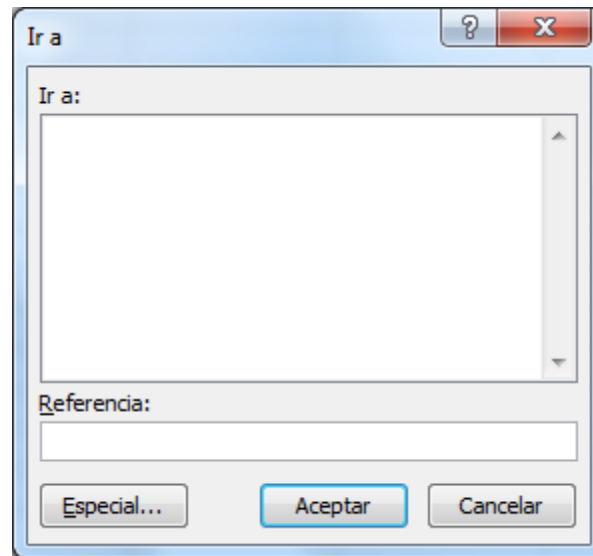 Ir a
Ir a:
Referencia:
Especial...
Aceptar
Cancelar